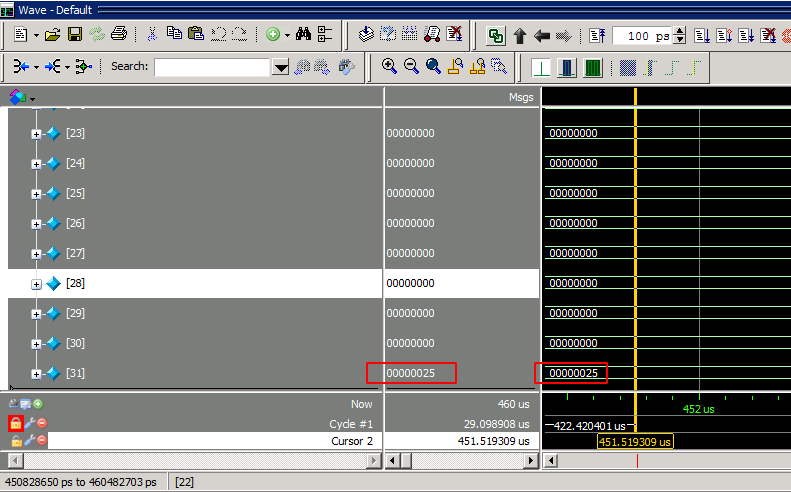 Wave - Default
100 ps
Search:
Msgs
[23] 00000000 00000000
[24] 00000000 00000000
[25] 00000000 00000000
[26] 00000000 00000000
[27] 00000000 00000000
[28] 00000000 00000000
[29] 00000000 00000000
[30] 00000000 00000000
[31] 00000025 00000025
Now 460 us 452 us
Cycle #1 29.098908 us 422.420401 us
Cursor 2 451.519309 us 451.519309 us
450828650 ps to 460482703 ps [22]